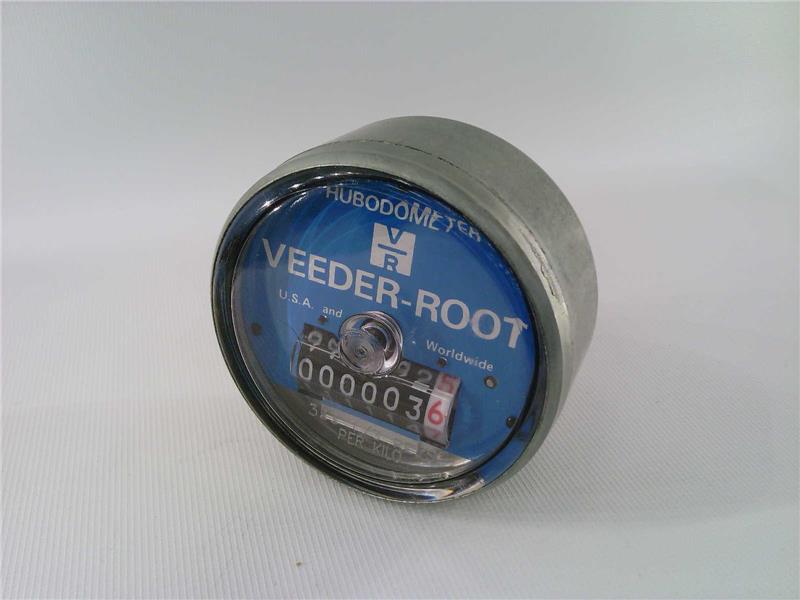 HUBODOMETER
VR
VEEDER-ROOT
U.S.A. and Worldwide
0000036
PER KILO